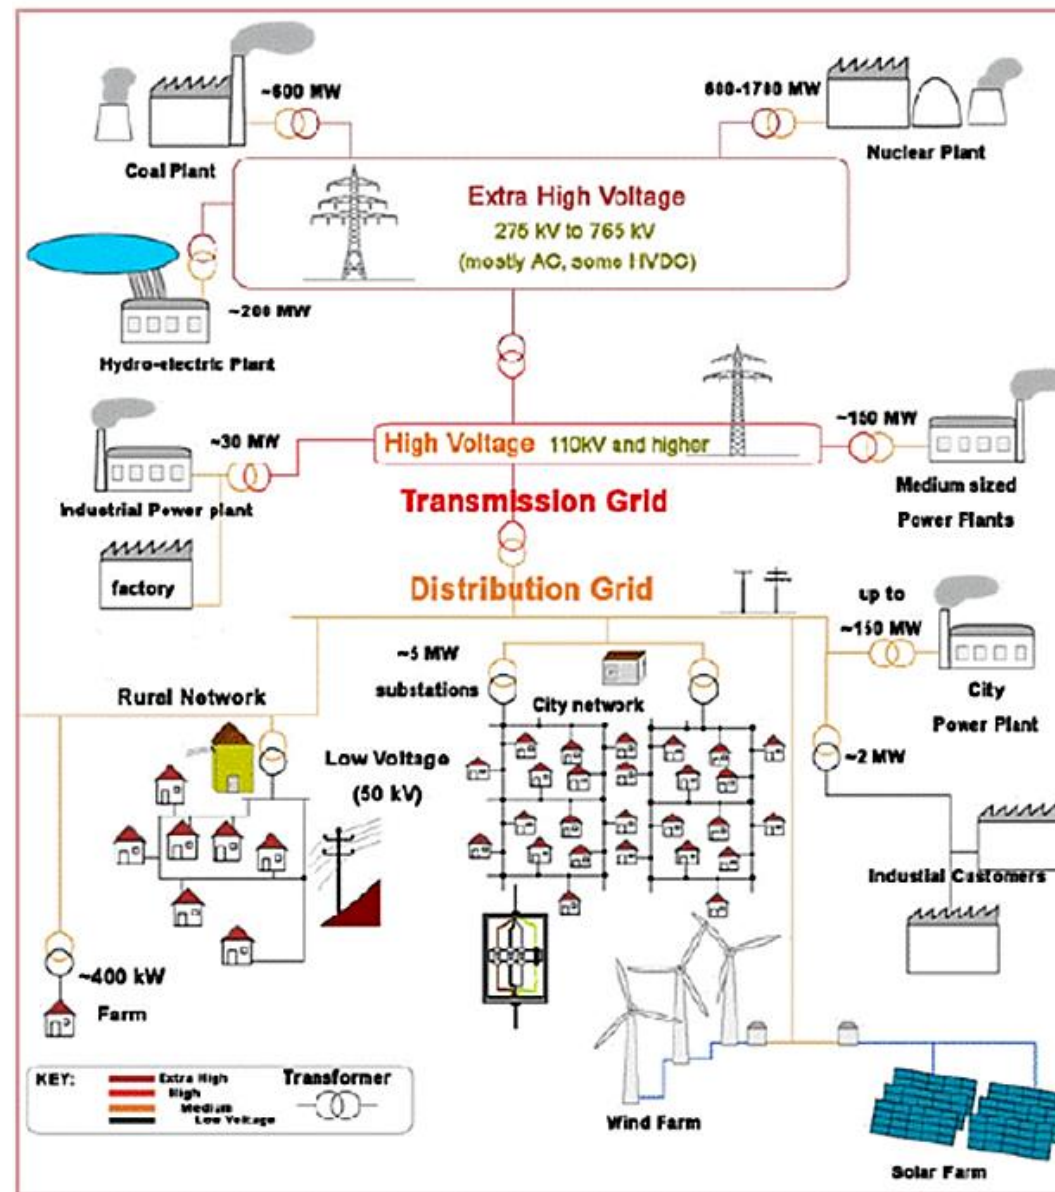 ~600 MW
600-1700 MW
Coal Plant
Nuclear Plant
Extra High Voltage
275 kV to 765 kV
(mostly AC, some HVDC)
~200 MW
Hydro-electric Plant
~30 MW
High Voltage 110kV and higher
~150 MW
Industrial Power plant
Medium sized
Power Plants
Transmission Grid
factory
Distribution Grid
up to
~150 MW
~5 MW
substations
City network
City
Power Plant
Rural Network
Low Voltage
(50 kV)
~2 MW
Industial Customers
~400 kW
Farm
KEY:
Extra High
High
Medium
Low Voltage
Transformer
Wind Farm
Solar Farm